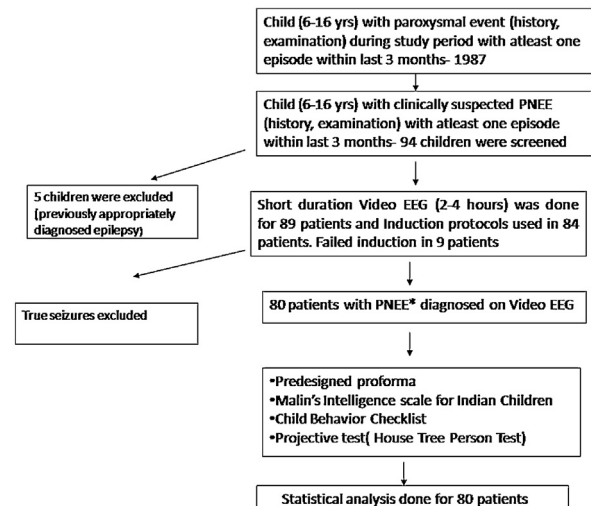 Child (6-16 yrs) with paroxysmal event (history,
examination) during study period with atleast one
episode within last 3 months- 1987
Child (6-16 yrs) with clinically suspected PNEE
(history, examination) with atleast one episode
within last 3 months- 94 children were screened
5 children were excluded
(previously appropriately
diagnosed epilepsy)
Short duration Video EEG (2-4 hours) was done
for 89 patients and Induction protocols used in 84
patients. Failed induction in 9 patients
True seizures excluded
80 patients with PNEE* diagnosed on Video EEG
•Predesigned proforma
•Malin's Intelligence scale for Indian Children
•Child Behavior Checklist
•Projective test( House Tree Person Test)
Statistical analysis done for 80 patients